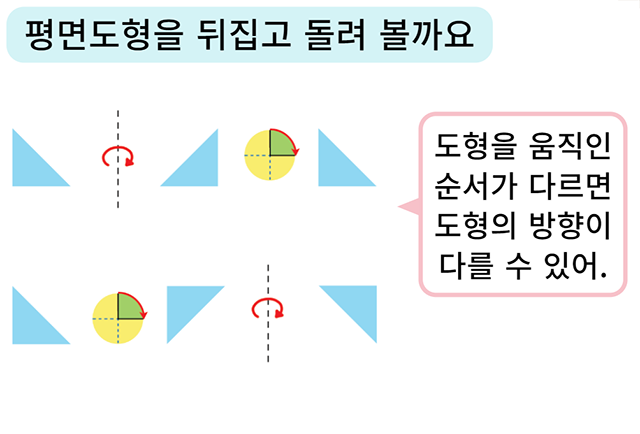 평면도형을 뒤집고 돌려 볼까요
도형을 움직인
순서가 다르면
도형의 방향이
다를 수 있어.